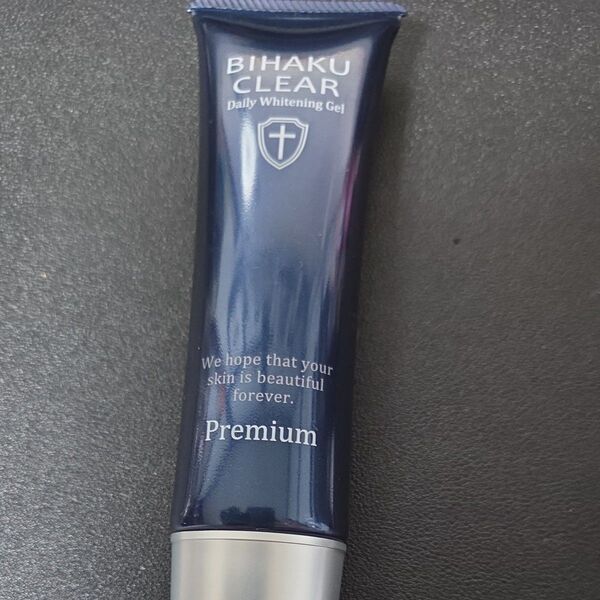 BIHAKU
CLEAR
Daily Whitening Gel
We hope that your
skin is beautiful
forever.
Premium